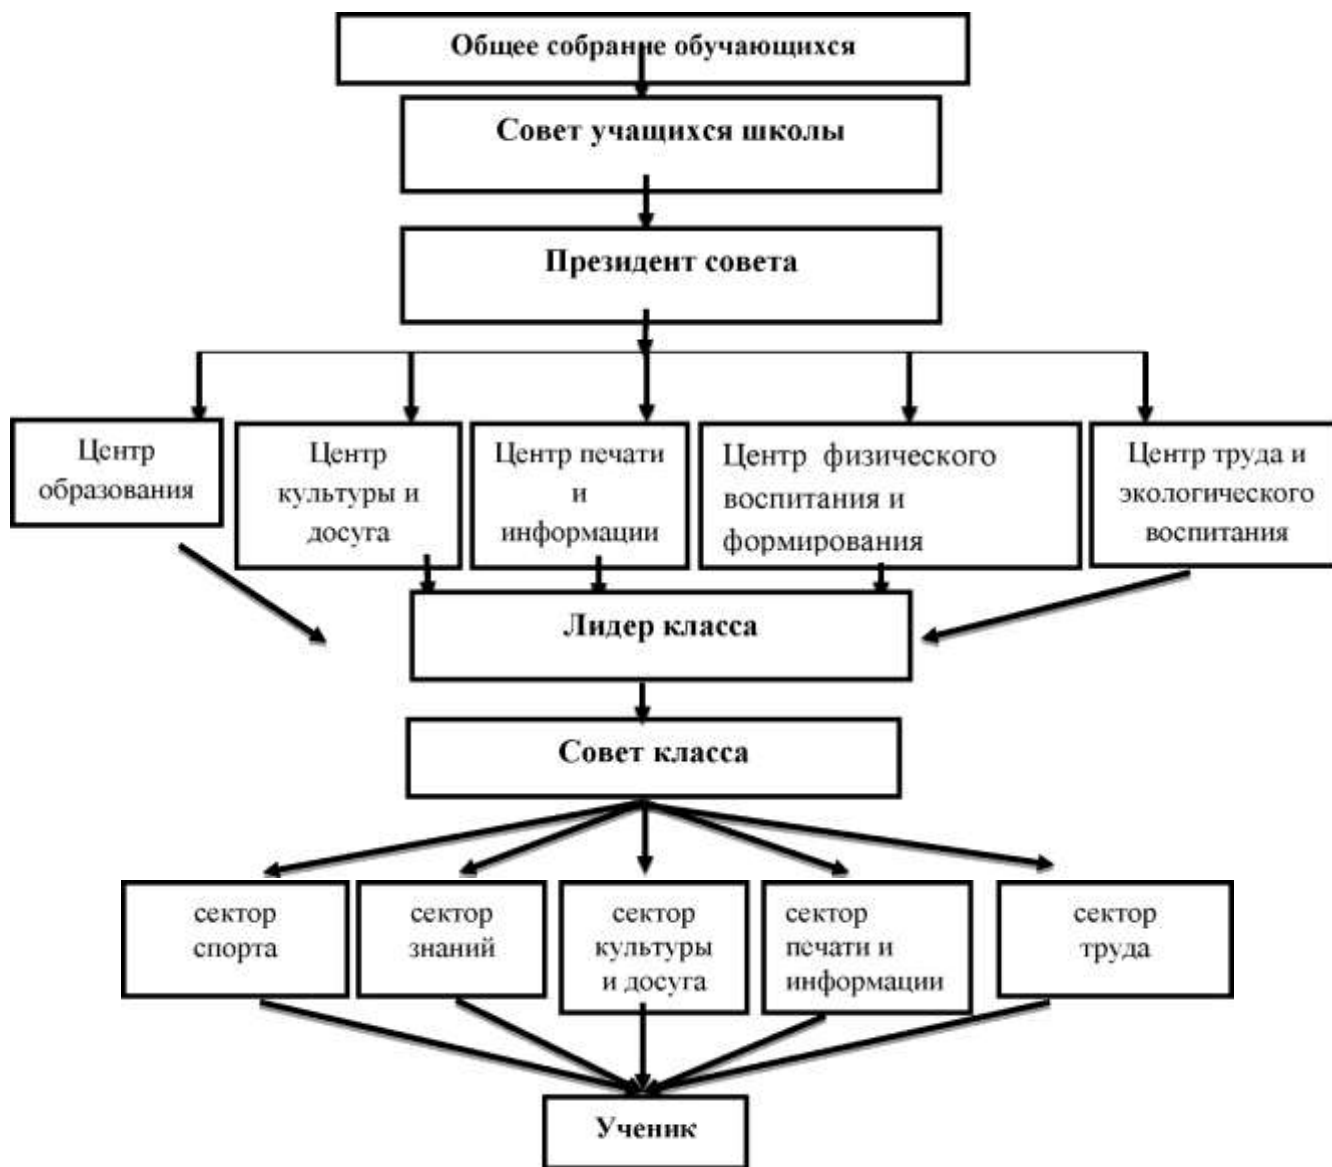 Общее собрание обучающихся
Совет учащихся школы
Президент совета
Центр
образования
Центр
культуры и
досуга
Центр печати
и
информации
Центр физического
воспитания и
формирования
Центр труда и
экологического
воспитания
Лидер класса
Совет класса
сектор
спорта
сектор
знаний
сектор
культуры
и досуга
сектор
печати и
информации
сектор
труда
Ученик